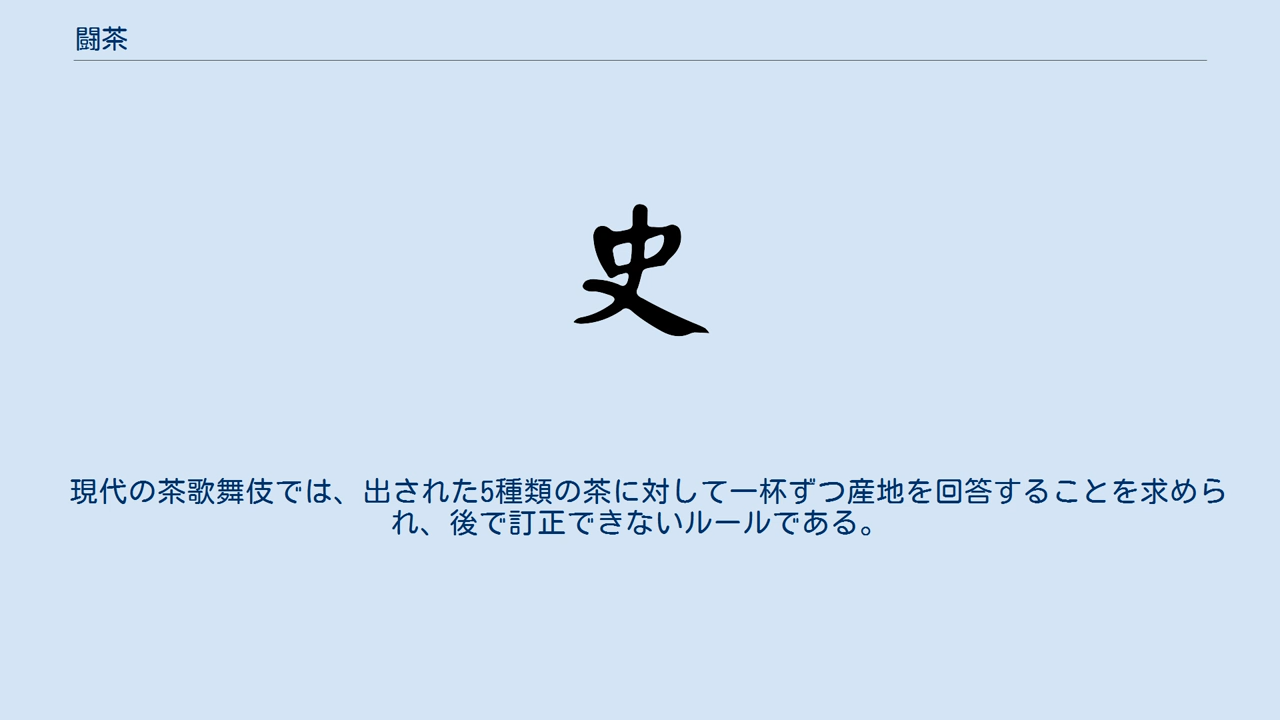 闘茶
史
現代の茶歌舞伎では、出された5種類の茶に対して一杯ずつ産地を回答することを求めら
れ、後で訂正できないルールである。